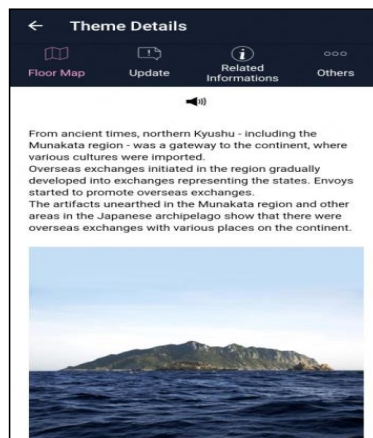 Theme Details
Floor Map
Update
Related
Informations
Others
From ancient times, northern Kyushu - including the
Munakata region - was a gateway to the continent, where
various cultures were imported.
Overseas exchanges initiated in the region gradually
developed into exchanges representing the states. Envoys
started to promote overseas exchanges.
The artifacts unearthed in the Munakata region and other
areas in the Japanese archipelago show that there were
overseas exchanges with various places on the continent.